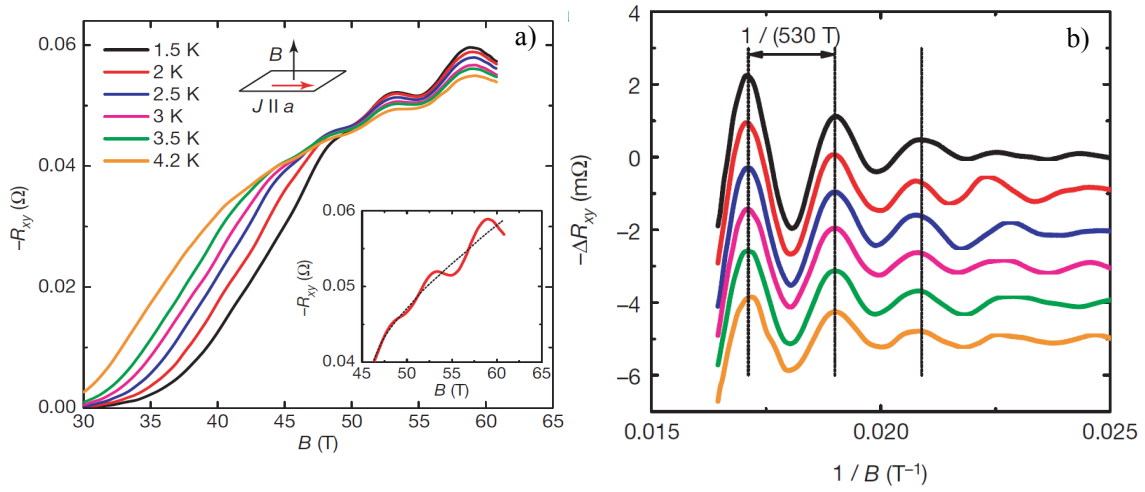 a)
0.06
0.04
0.02
0.00
−R_xy (Ω)
1.5 K
2 K
2.5 K
3 K
3.5 K
4.2 K
B
J || a
30 35 40 45 50 55 60 65
B (T)
0.06
0.05
0.04
−R_xy (Ω)
45 50 55 60 65
B (T)
b)
1 / (530 T)
4
2
0
−2
−4
−6
−ΔR_xy (mΩ)
0.015 0.020 0.025
1 / B (T⁻¹)